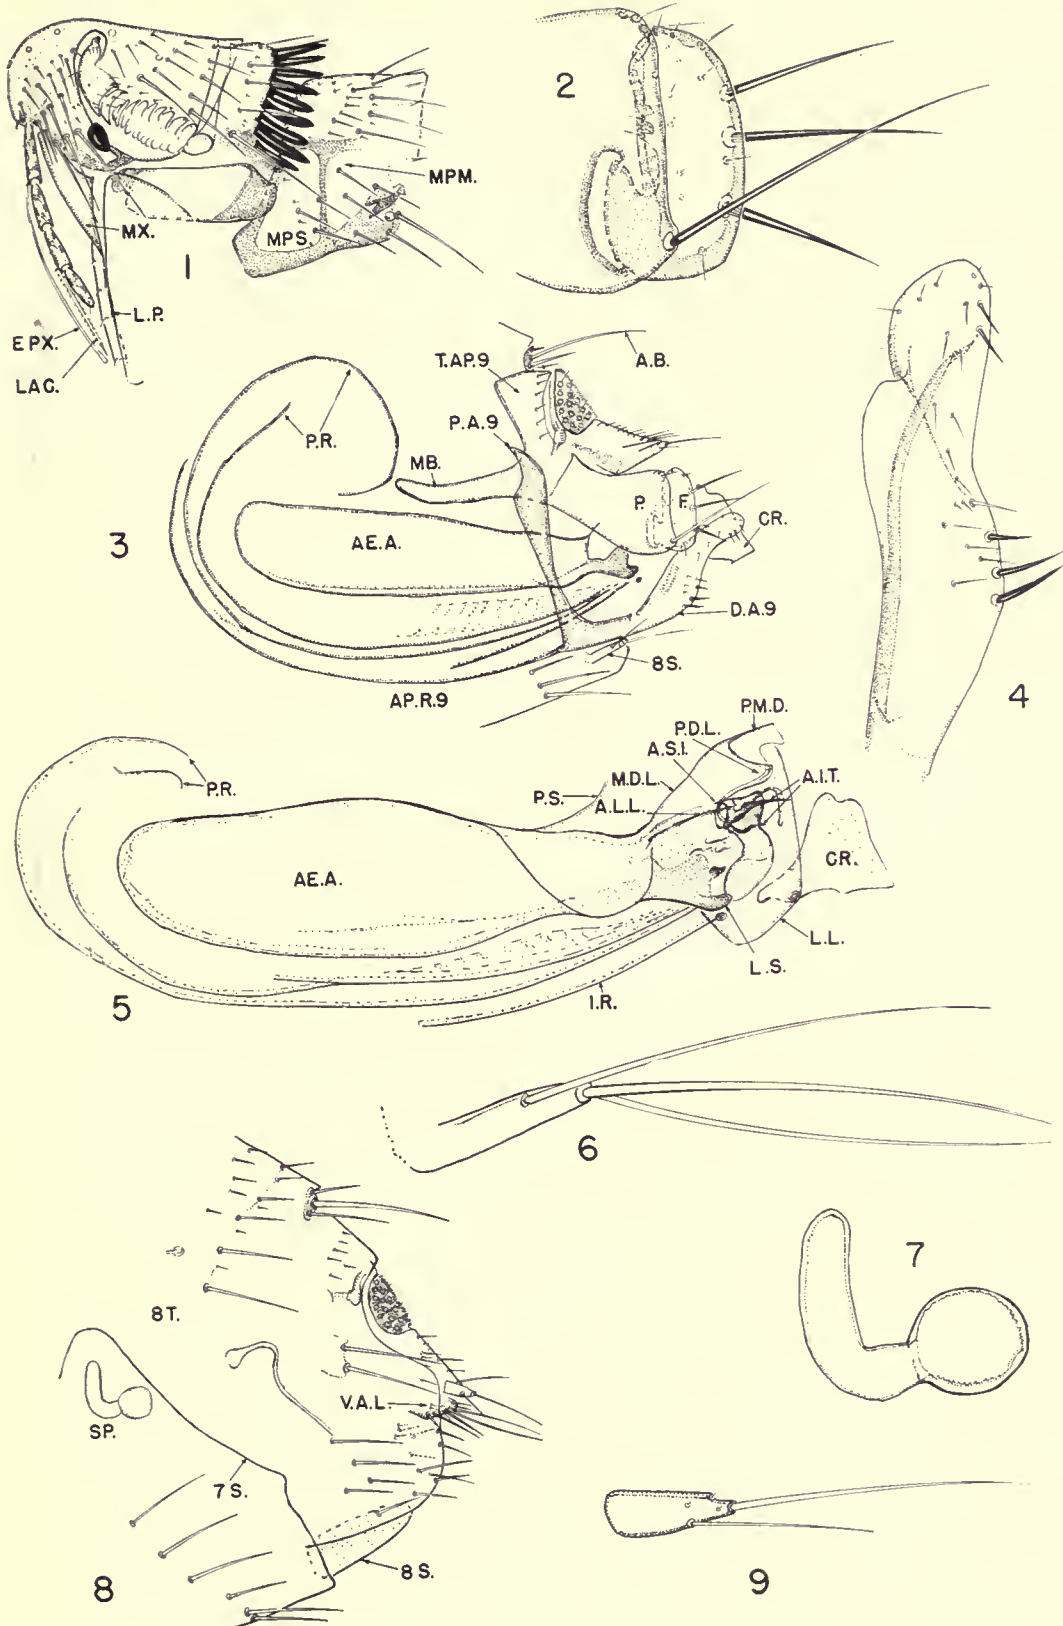 2
MPM.
MX.
MPS.
1
L.P.
EPX.
LAC.
T.AP.9
A.B.
P.R.
P.A.9
MB.
P.
F.
CR.
3
AE.A.
D.A.9
8S.
AP.R.9
4
P.M.D.
P.D.L.
A.S.I.
P.R.
M.D.L.
A.I.T.
P.S.
A.L.L.
CR.
AE.A.
L.L.
L.S.
5
I.R.
6
7
8T.
V.A.L.
SP.
7S.
8S.
8
9